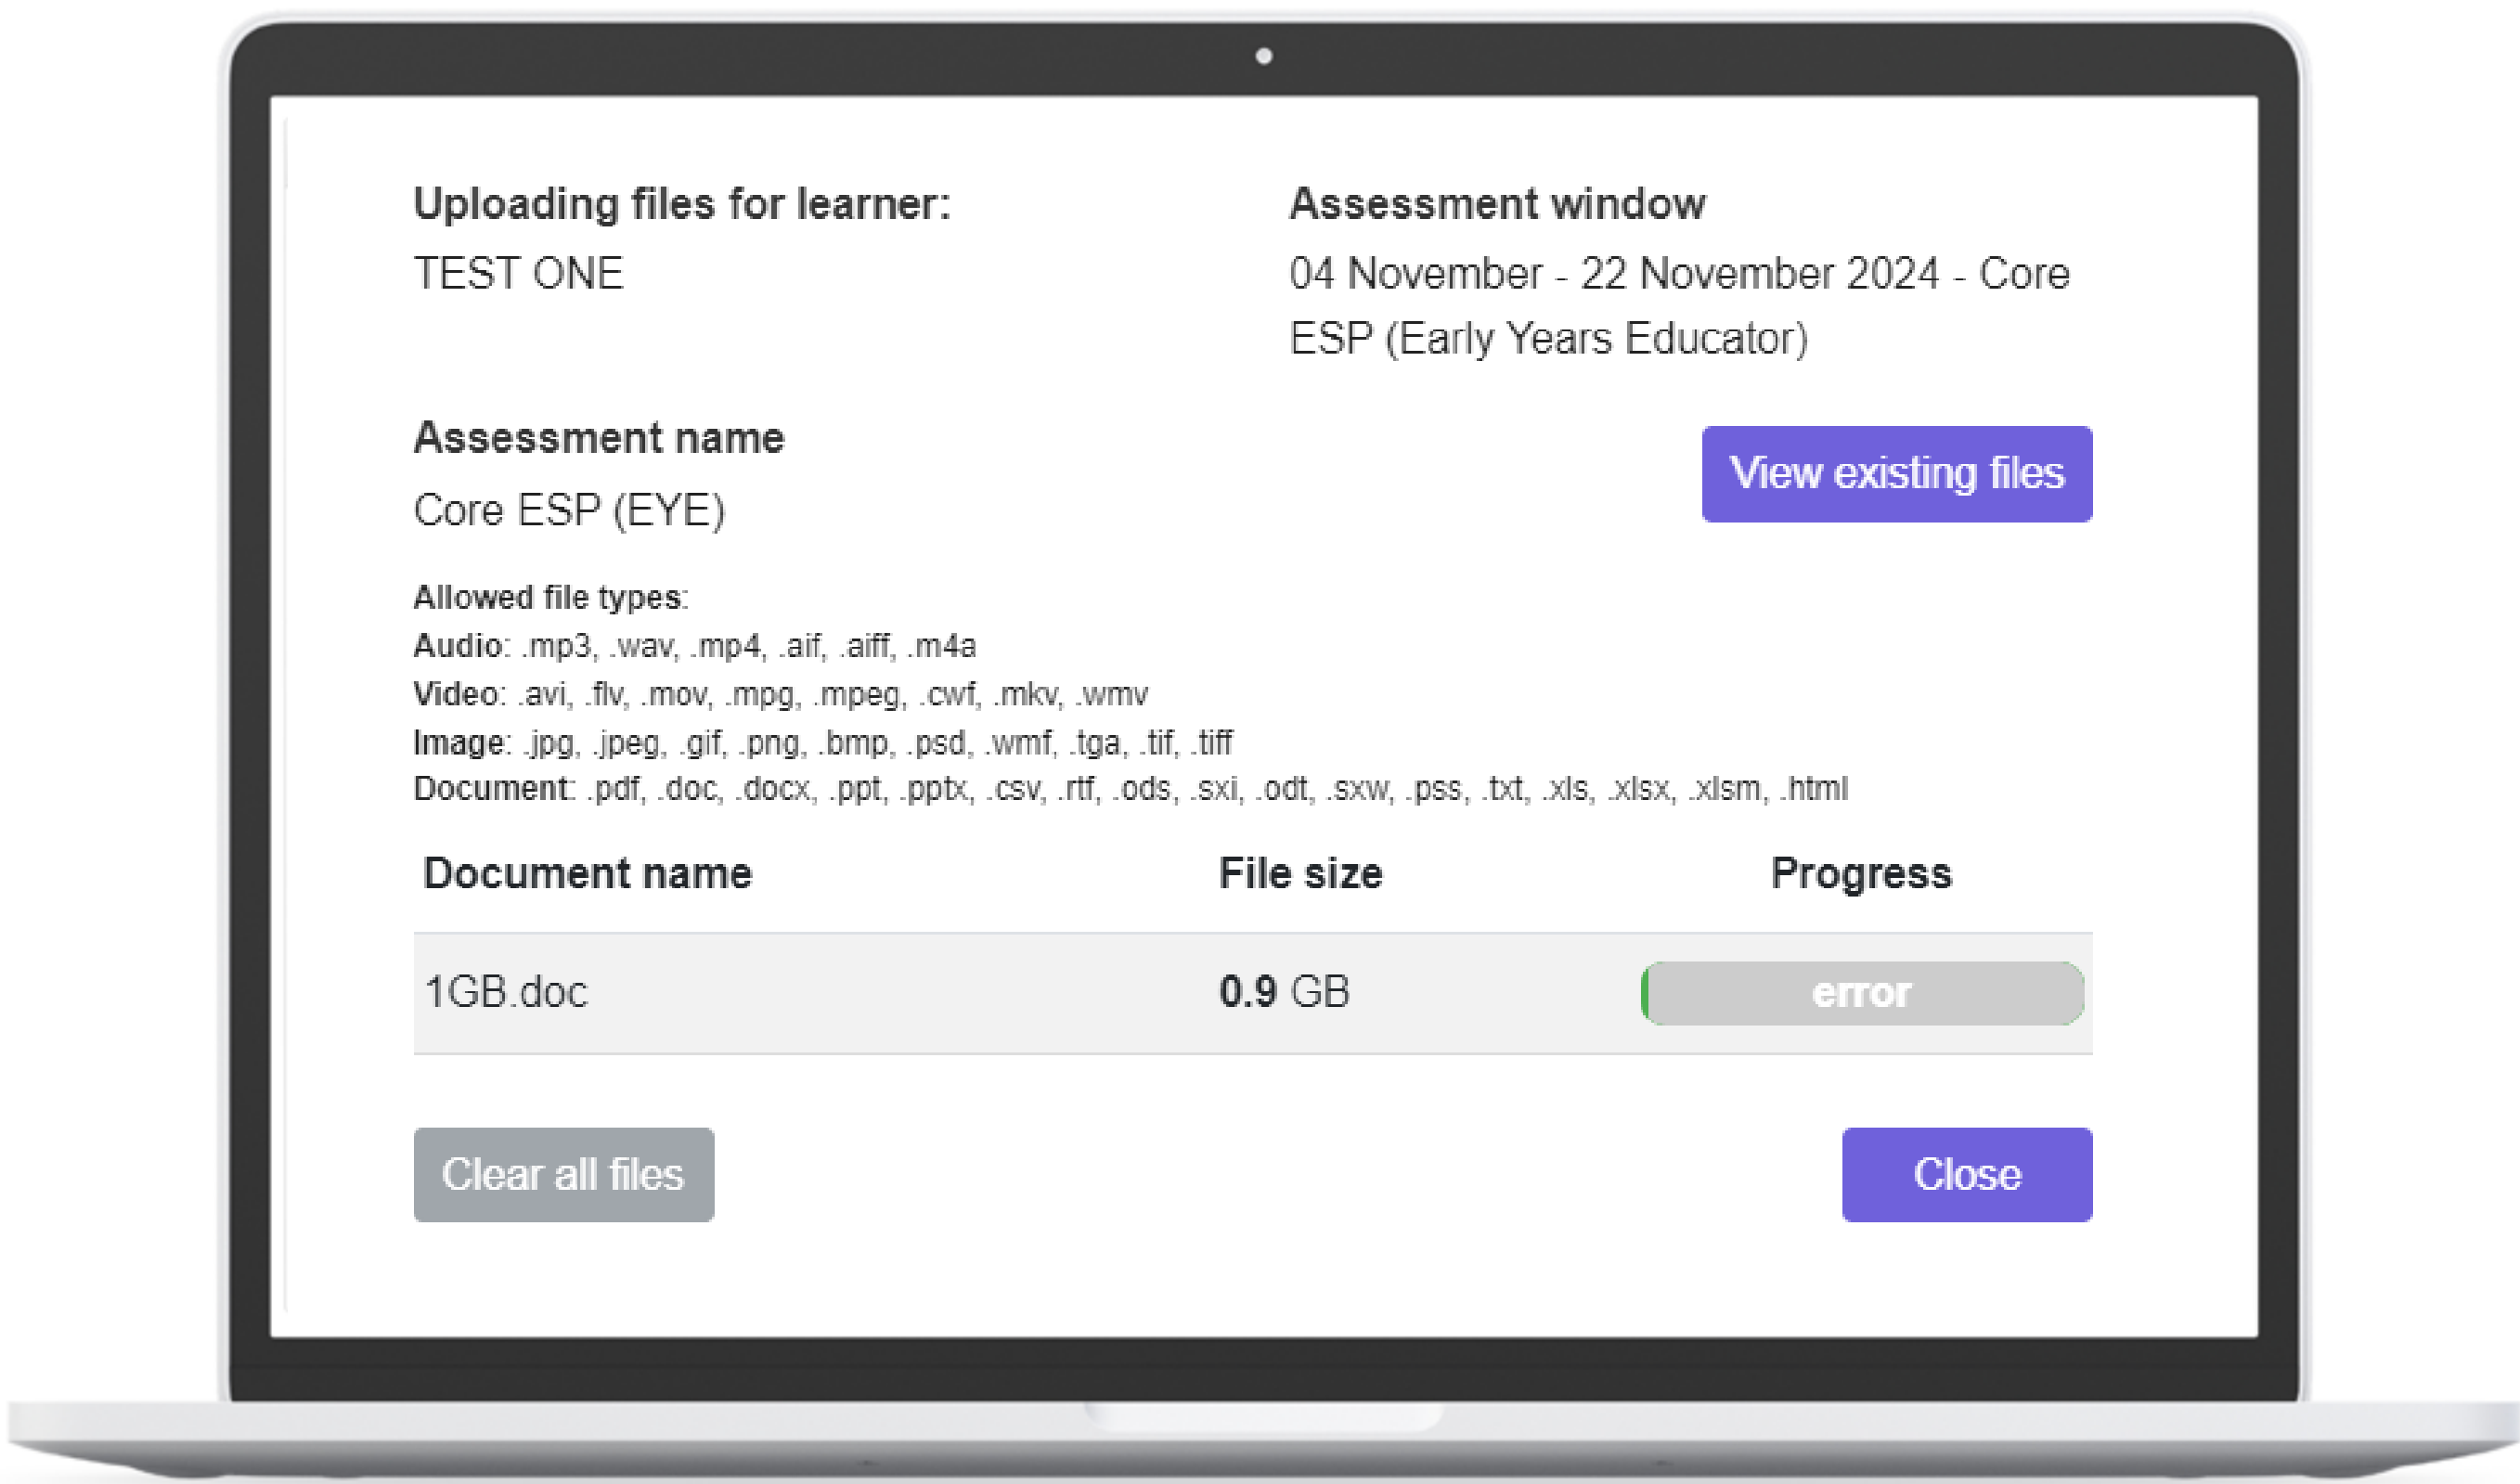 Uploading files for learner:
TEST ONE
Assessment window
04 November - 22 November 2024 - Core
ESP (Early Years Educator)
Assessment name
Core ESP (EYE)
View existing files
Allowed file types:
Audio: .mp3, .wav, .mp4, .aif, .aiff, .m4a
Video: .avi, .flv, .mov, .mpg, .mpeg, .cwf, .mkv, .wmv
Image: .jpg, .jpeg, .gif, .png, .bmp, .psd, .wmf, .tga, .tif, .tiff
Document: .pdf, .doc, .docx, .ppt, .pptx, .csv, .rtf, .ods, .sxi, .odt, .sxw, .pss, .txt, .xls, .xlsx, .xlsm, .html
Document name File size Progress
1GB.doc 0.9 GB error
Clear all files Close